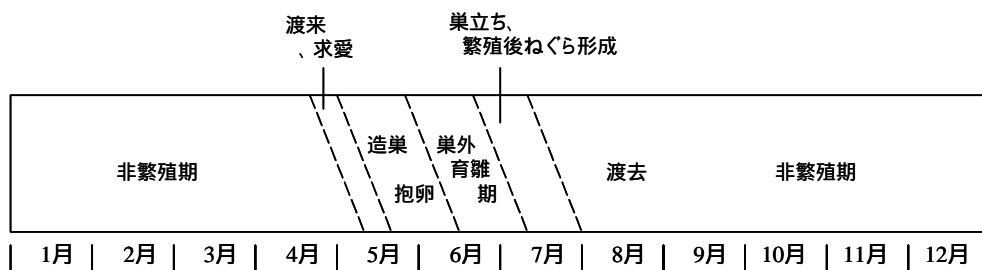 渡来
、求愛
巣立ち、
繁殖後ねぐら形成
非繁殖期
造巣
抱卵
巣外
育雛
期
渡去
非繁殖期
1月 2月 3月 4月 5月 6月 7月 8月 9月 10月 11月 12月